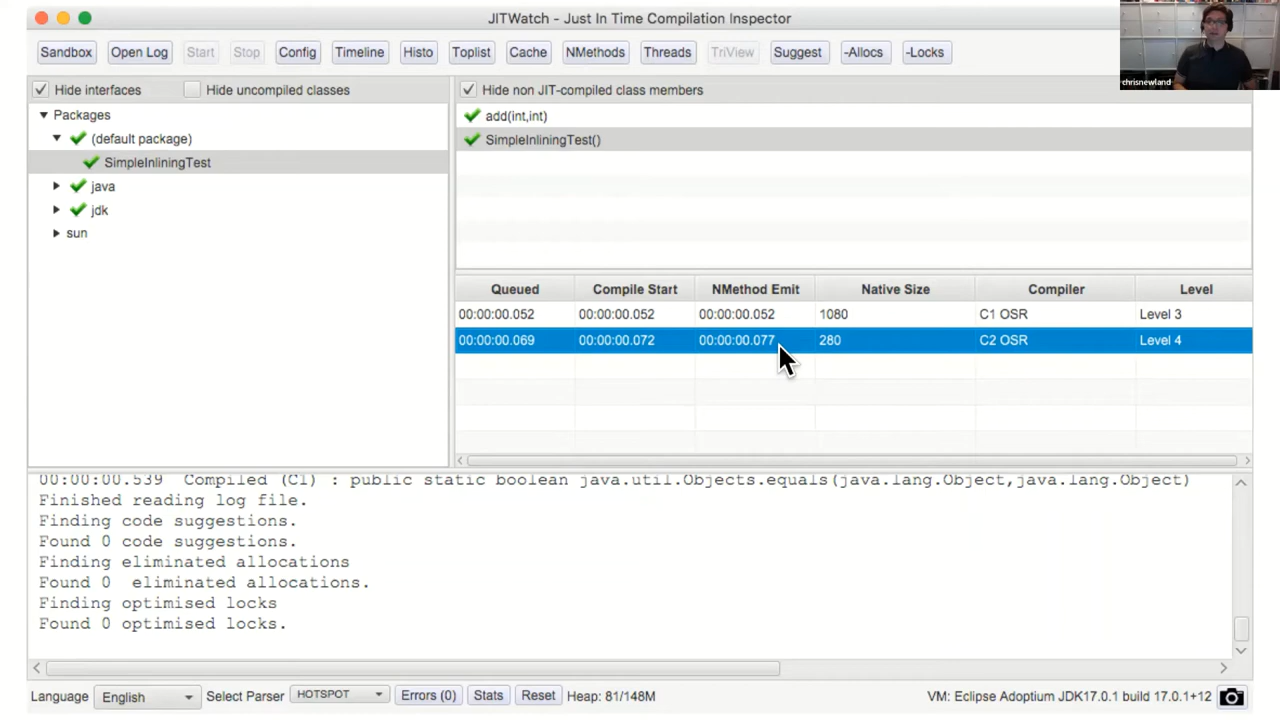 JITWatch - Just In Time Compilation Inspector
Sandbox Open Log Start Stop Config Timeline Histo Toplist Cache NMethods Threads TriView Suggest -Allocs -Locks
chrisnewland
Hide interfaces Hide uncompiled classes
Packages
(default package)
SimpleInliningTest
java
jdk
sun
Hide non JIT-compiled class members
add(int,int)
SimpleInliningTest()
Queued Compile Start NMethod Emit Native Size Compiler Level
00:00:00.052 00:00:00.052 00:00:00.052 1080 C1 OSR Level 3
00:00:00.069 00:00:00.072 00:00:00.077 280 C2 OSR Level 4
00:00:00.539 Compiled (C1) : public static boolean java.util.Objects.equals(java.lang.Object,java.lang.Object)
Finished reading log file.
Finding code suggestions.
Found 0 code suggestions.
Finding eliminated allocations
Found 0  eliminated allocations.
Finding optimised locks
Found 0 optimised locks.
Language English Select Parser HOTSPOT Errors (0) Stats Reset Heap: 81/148M VM: Eclipse Adoptium JDK17.0.1 build 17.0.1+12